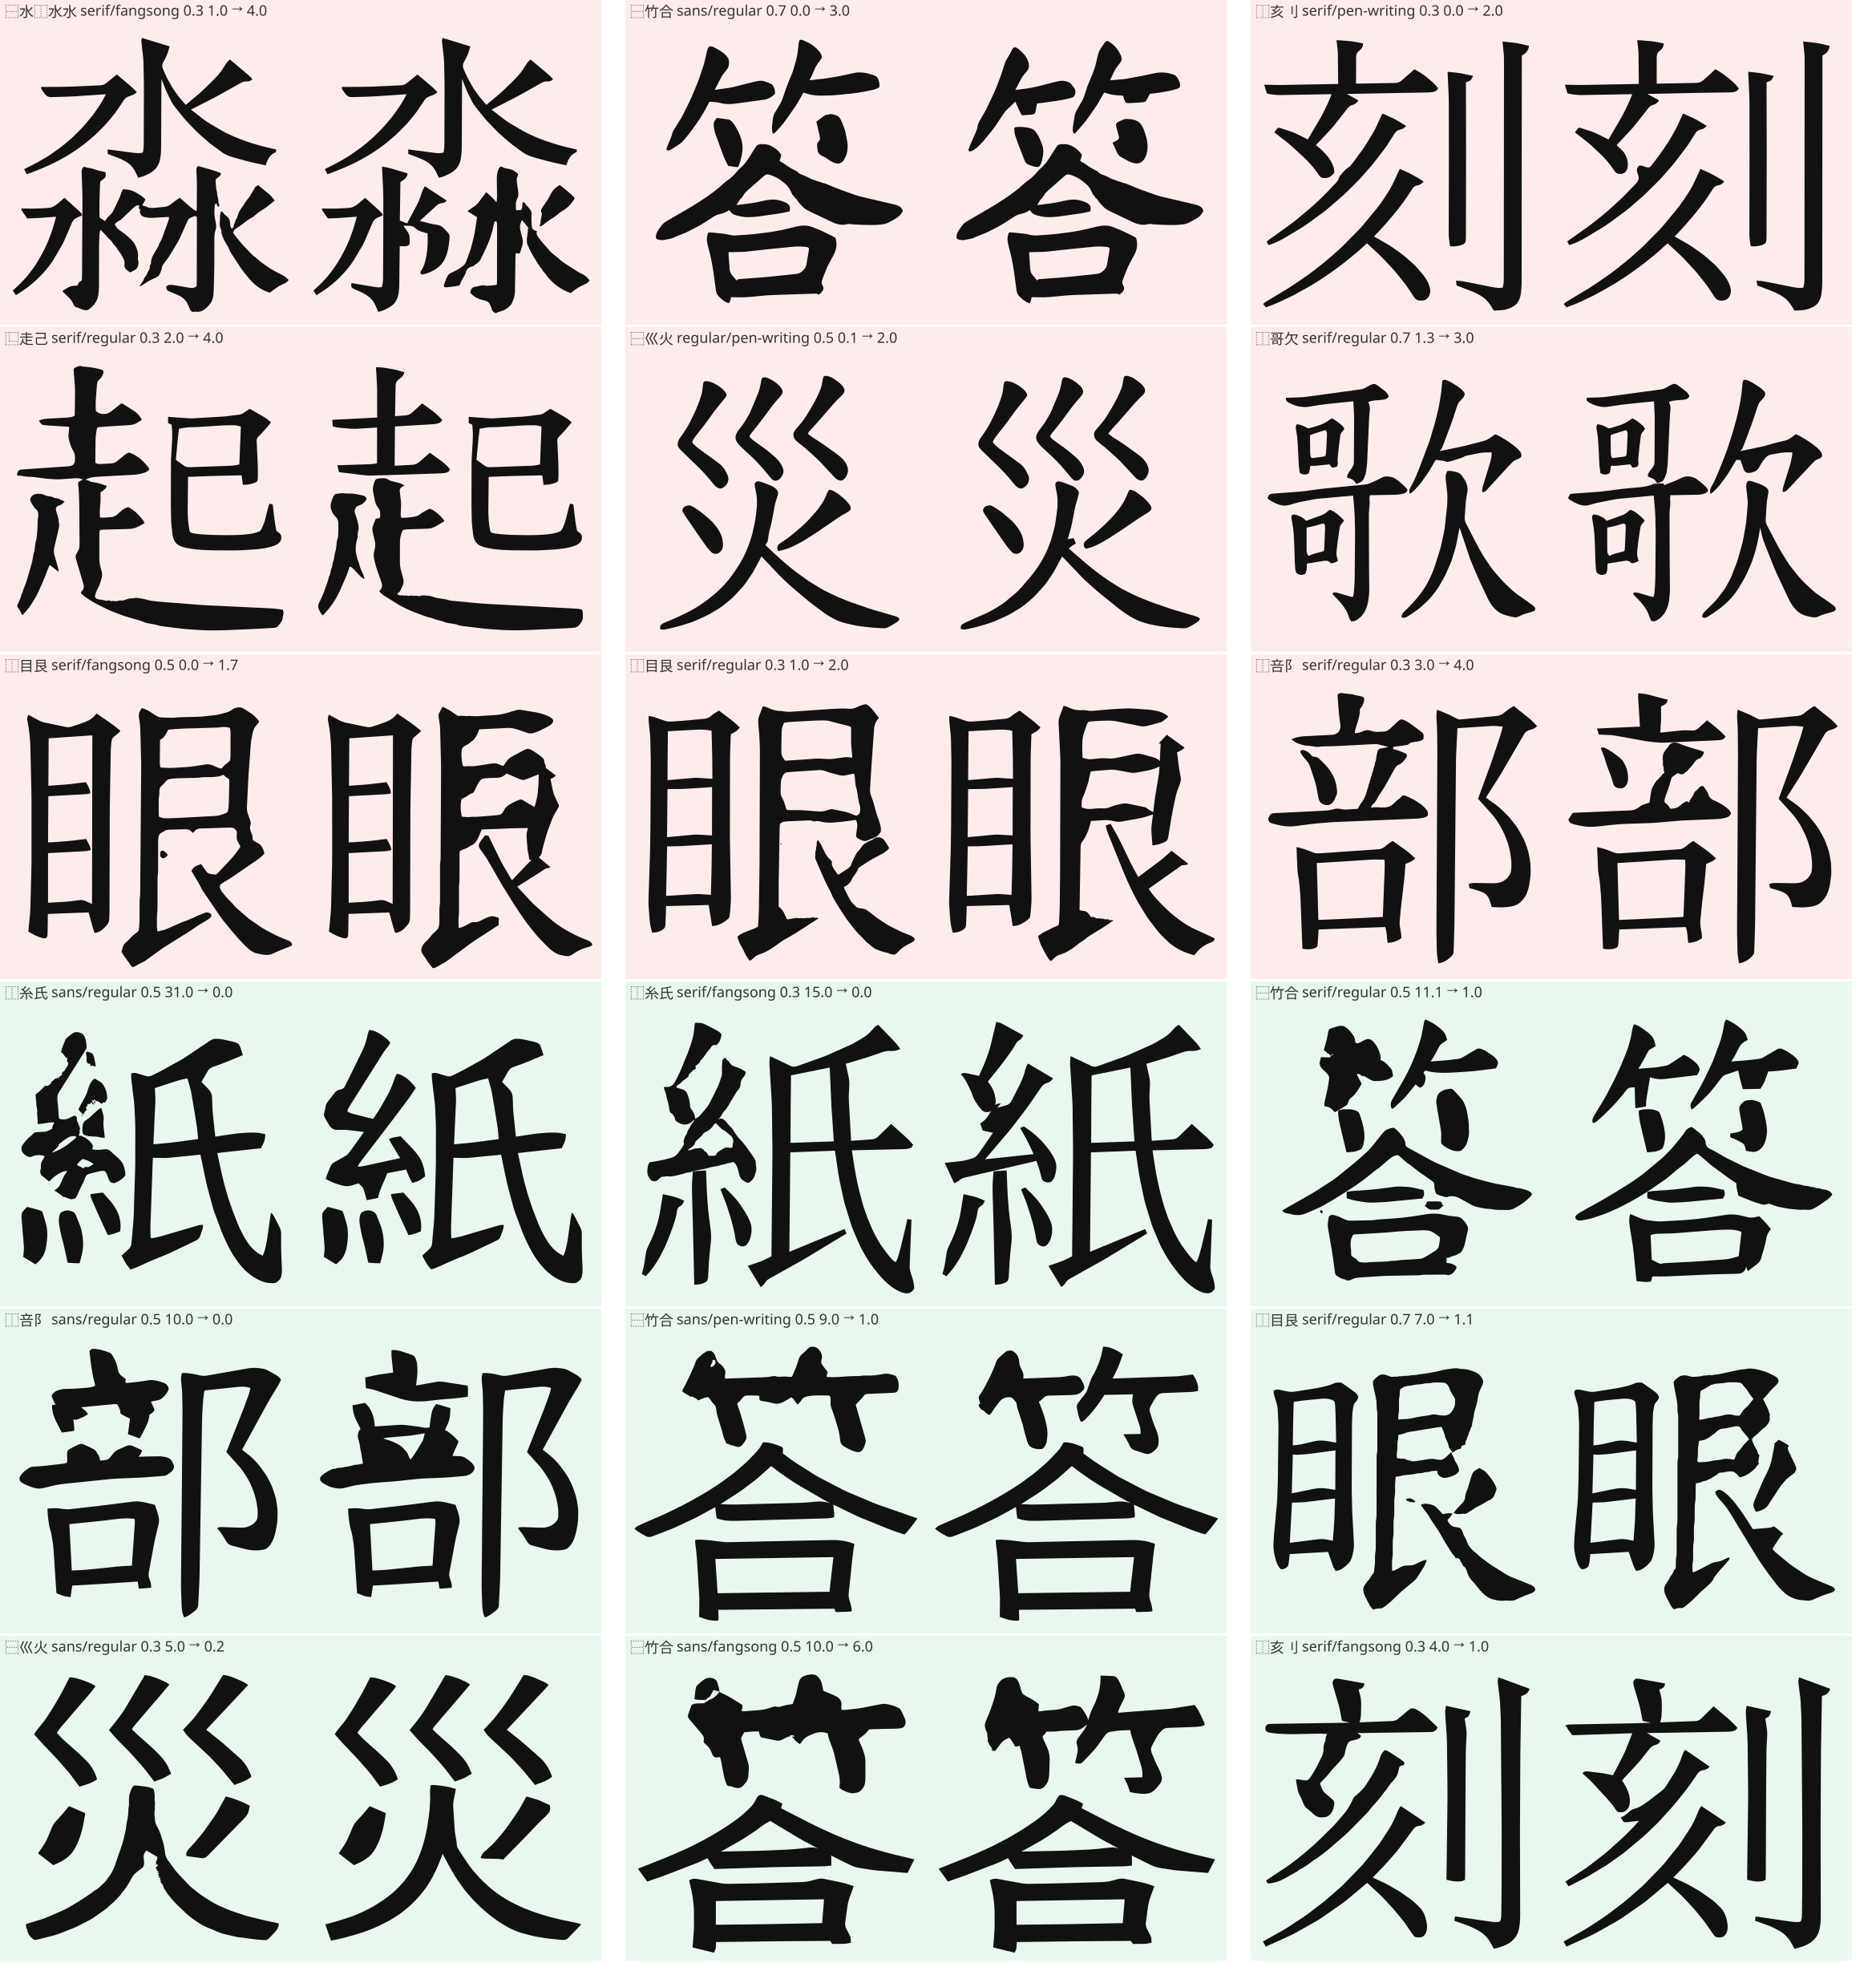 ⿱水⿰水水 serif/fangsong 0.3 1.0 → 4.0
⿱竹合 sans/regular 0.7 0.0 → 3.0
⿰亥刂 serif/pen-writing 0.3 0.0 → 2.0
淼 淼
答 答
刻 刻
⿺走己 serif/regular 0.3 2.0 → 4.0
⿱巛火 regular/pen-writing 0.5 0.1 → 2.0
⿰哥欠 serif/regular 0.7 1.3 → 3.0
起 起
災 災
歌 歌
⿰目艮 serif/fangsong 0.5 0.0 → 1.7
⿰目艮 serif/regular 0.3 1.0 → 2.0
⿰咅阝 serif/regular 0.3 3.0 → 4.0
眼 眼
眼 眼
部 部
⿰糹氏 sans/regular 0.5 31.0 → 0.0
⿰糹氏 serif/fangsong 0.3 15.0 → 0.0
⿱竹合 serif/regular 0.5 11.1 → 1.0
紙 紙
紙 紙
答 答
⿰咅阝 sans/regular 0.5 10.0 → 0.0
⿱竹合 sans/pen-writing 0.5 9.0 → 1.0
⿰目艮 serif/regular 0.7 7.0 → 1.1
部 部
答 答
眼 眼
⿱巛火 sans/regular 0.3 5.0 → 0.2
⿱竹合 sans/fangsong 0.5 10.0 → 6.0
⿰亥刂 serif/fangsong 0.3 4.0 → 1.0
災 災
答 答
刻 刻